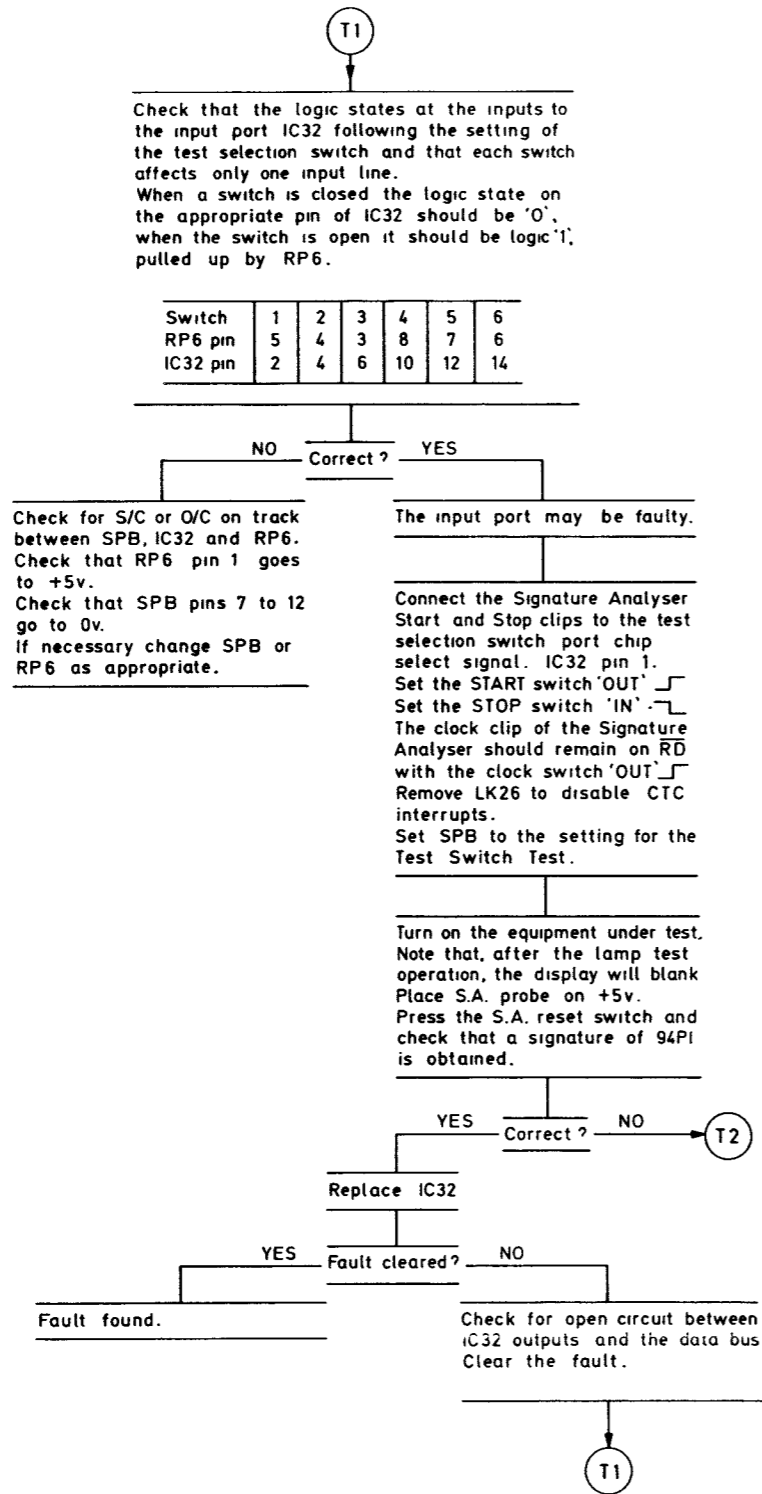 T1
Check that the logic states at the inputs to
the input port IC32 following the setting of
the test selection switch and that each switch
affects only one input line.
When a switch is closed the logic state on
the appropriate pin of IC32 should be '0',
when the switch is open it should be logic '1',
pulled up by RP6.
Switch 1 2 3 4 5 6
RP6 pin 5 4 3 8 7 6
IC32 pin 2 4 6 10 12 14
NO Correct? YES
Check for S/C or O/C on track
between SPB, IC32 and RP6.
Check that RP6 pin 1 goes
to +5v.
Check that SPB pins 7 to 12
go to 0v.
If necessary change SPB or
RP6 as appropriate.
The input port may be faulty.
Connect the Signature Analyser
Start and Stop clips to the test
selection switch port chip
select signal. IC32 pin 1.
Set the START switch 'OUT'
Set the STOP switch 'IN'
The clock clip of the Signature
Analyser should remain on R̅D̅
with the clock switch 'OUT'
Remove LK26 to disable CTC
interrupts.
Set SPB to the setting for the
Test Switch Test.
Turn on the equipment under test.
Note that, after the lamp test
operation, the display will blank
Place S.A. probe on +5v.
Press the S.A. reset switch and
check that a signature of 94P1
is obtained.
YES Correct? NO T2
Replace IC32
YES Fault cleared? NO
Fault found.
Check for open circuit between
IC32 outputs and the data bus
Clear the fault.
T1